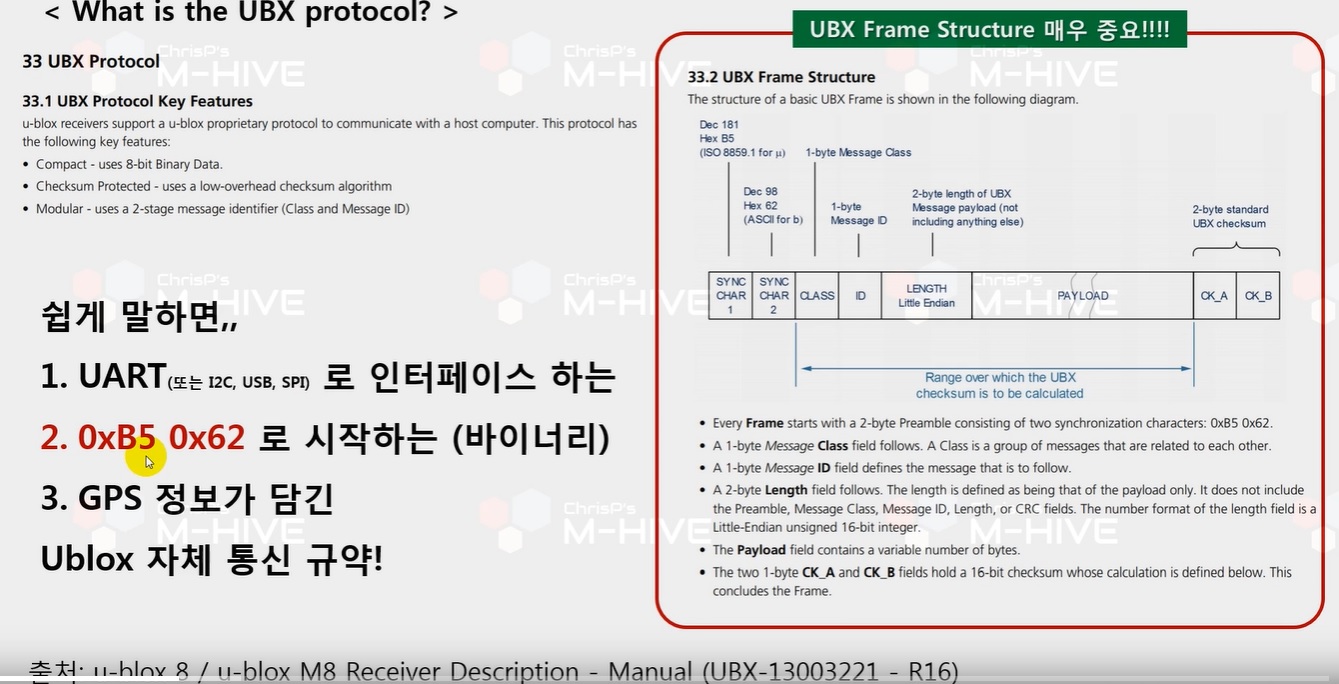 < What is the UBX protocol? >
33 UBX Protocol
33.1 UBX Protocol Key Features
u-blox receivers support a u-blox proprietary protocol to communicate with a host computer. This protocol has
the following key features:
• Compact - uses 8-bit Binary Data.
• Checksum Protected - uses a low-overhead checksum algorithm
• Modular - uses a 2-stage message identifier (Class and Message ID)
쉽게 말하면,,
1. UART(또는 I2C, USB, SPI) 로 인터페이스 하는
2. 0xB5 0x62 로 시작하는 (바이너리)
3. GPS 정보가 담긴
Ublox 자체 통신 규약!
UBX Frame Structure 매우 중요!!!!
33.2 UBX Frame Structure
The structure of a basic UBX Frame is shown in the following diagram.
Dec 181
Hex B5
(ISO 8859.1 for µ)
1-byte Message Class
Dec 98
Hex 62
(ASCII for b)
1-byte
Message ID
2-byte length of UBX
Message payload (not
including anything else)
2-byte standard
UBX checksum
SYNC
CHAR
1
SYNC
CHAR
2
CLASS
ID
LENGTH
Little Endian
PAYLOAD
CK_A
CK_B
Range over which the UBX
checksum is to be calculated
• Every Frame starts with a 2-byte Preamble consisting of two synchronization characters: 0xB5 0x62.
• A 1-byte Message Class field follows. A Class is a group of messages that are related to each other.
• A 1-byte Message ID field defines the message that is to follow.
• A 2-byte Length field follows. The length is defined as being that of the payload only. It does not include
the Preamble, Message Class, Message ID, Length, or CRC fields. The number format of the length field is a
Little-Endian unsigned 16-bit integer.
• The Payload field contains a variable number of bytes.
• The two 1-byte CK_A and CK_B fields hold a 16-bit checksum whose calculation is defined below. This
concludes the Frame.
출처: u-blox 8 / u-blox M8 Receiver Description - Manual (UBX-13003221 - R16)
ChrisP's
M-HIVE
ChrisP's
M-HIVE
ChrisP's
M-HIVE
ChrisP's
M-HIVE
ChrisP's
M-HIVE
ChrisP's
M-HIVE
ChrisP's
M-HIVE
ChrisP's
M-HIVE
ChrisP's
M-HIVE